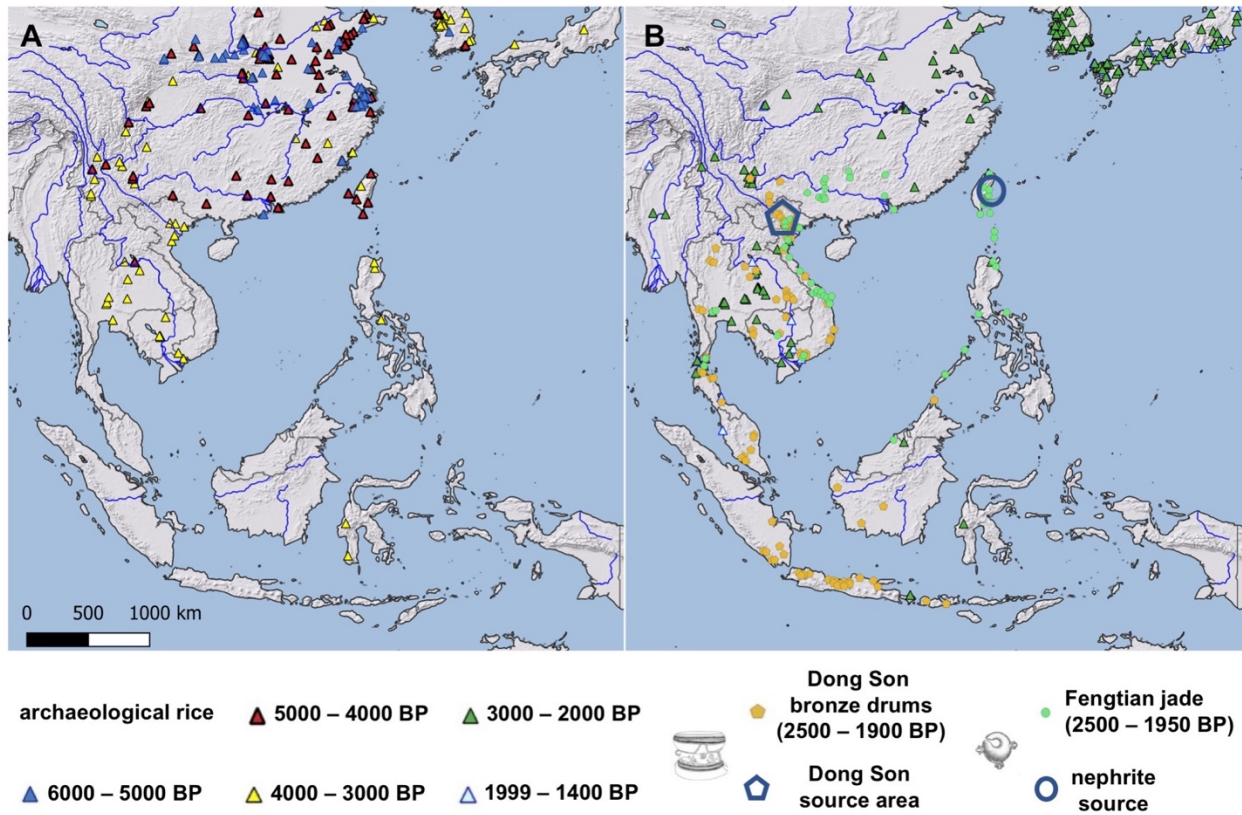 A
B
0 500 1000 km
archaeological rice
5000 – 4000 BP
3000 – 2000 BP
6000 – 5000 BP
4000 – 3000 BP
1999 – 1400 BP
Dong Son
bronze drums
(2500 – 1900 BP)
Fengtian jade
(2500 – 1950 BP)
Dong Son
source area
nephrite
source